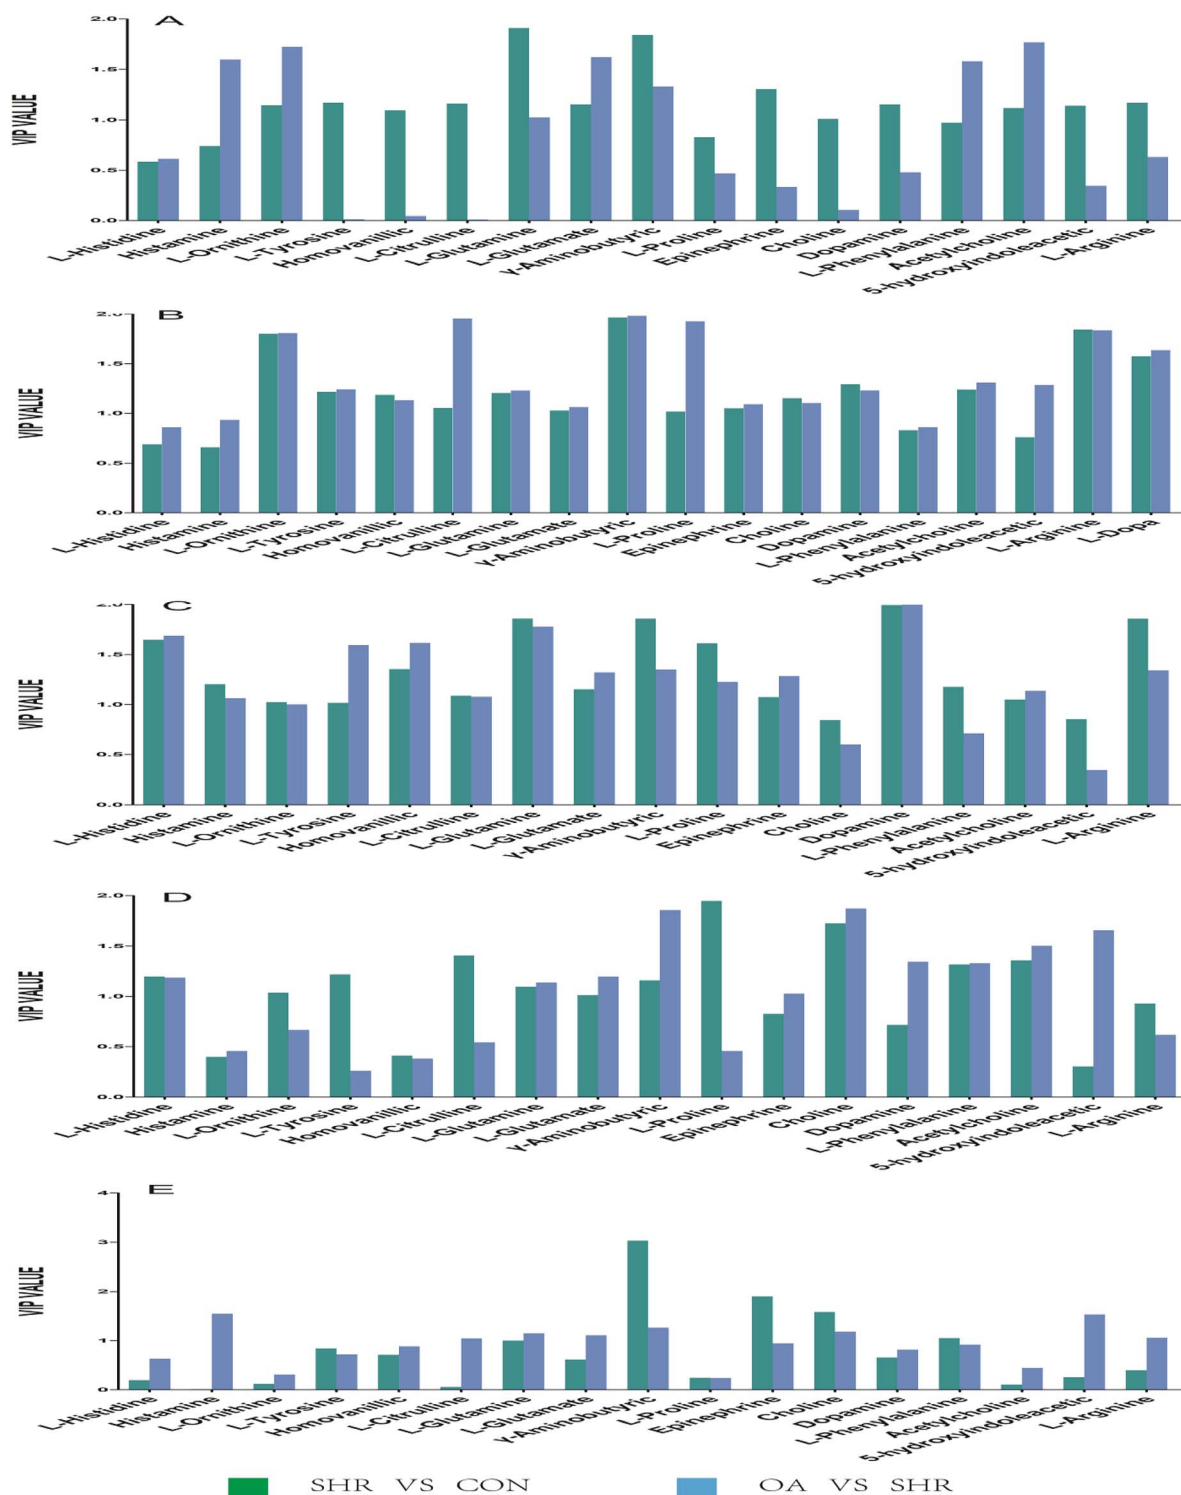 A
VIP VALUE
2.0
1.5
1.0
0.5
0.0
L-Histidine
Histamine
L-Ornithine
L-Tyrosine
Homovanillic
L-Citrulline
L-Glutamine
L-Glutamate
γ-Aminobutyric
L-Proline
Epinephrine
Choline
Dopamine
L-Phenylalanine
Acetylcholine
5-hydroxyindoleacetic
L-Arginine
B
VIP VALUE
2.0
1.5
1.0
0.5
0.0
L-Histidine
Histamine
L-Ornithine
L-Tyrosine
Homovanillic
L-Citrulline
L-Glutamine
L-Glutamate
γ-Aminobutyric
L-Proline
Epinephrine
Choline
Dopamine
L-Phenylalanine
Acetylcholine
5-hydroxyindoleacetic
L-Arginine
L-Dopa
C
VIP VALUE
2.0
1.5
1.0
0.5
0.0
L-Histidine
Histamine
L-Ornithine
L-Tyrosine
Homovanillic
L-Citrulline
L-Glutamine
L-Glutamate
γ-Aminobutyric
L-Proline
Epinephrine
Choline
Dopamine
L-Phenylalanine
Acetylcholine
5-hydroxyindoleacetic
L-Arginine
D
VIP VALUE
2.0
1.5
1.0
0.5
0.0
L-Histidine
Histamine
L-Ornithine
L-Tyrosine
Homovanillic
L-Citrulline
L-Glutamine
L-Glutamate
γ-Aminobutyric
L-Proline
Epinephrine
Choline
Dopamine
L-Phenylalanine
Acetylcholine
5-hydroxyindoleacetic
L-Arginine
E
VIP VALUE
4
3
2
1
0
L-Histidine
Histamine
L-Ornithine
L-Tyrosine
Homovanillic
L-Citrulline
L-Glutamine
L-Glutamate
γ-Aminobutyric
L-Proline
Epinephrine
Choline
Dopamine
L-Phenylalanine
Acetylcholine
5-hydroxyindoleacetic
L-Arginine
SHR VS CON
OA VS SHR